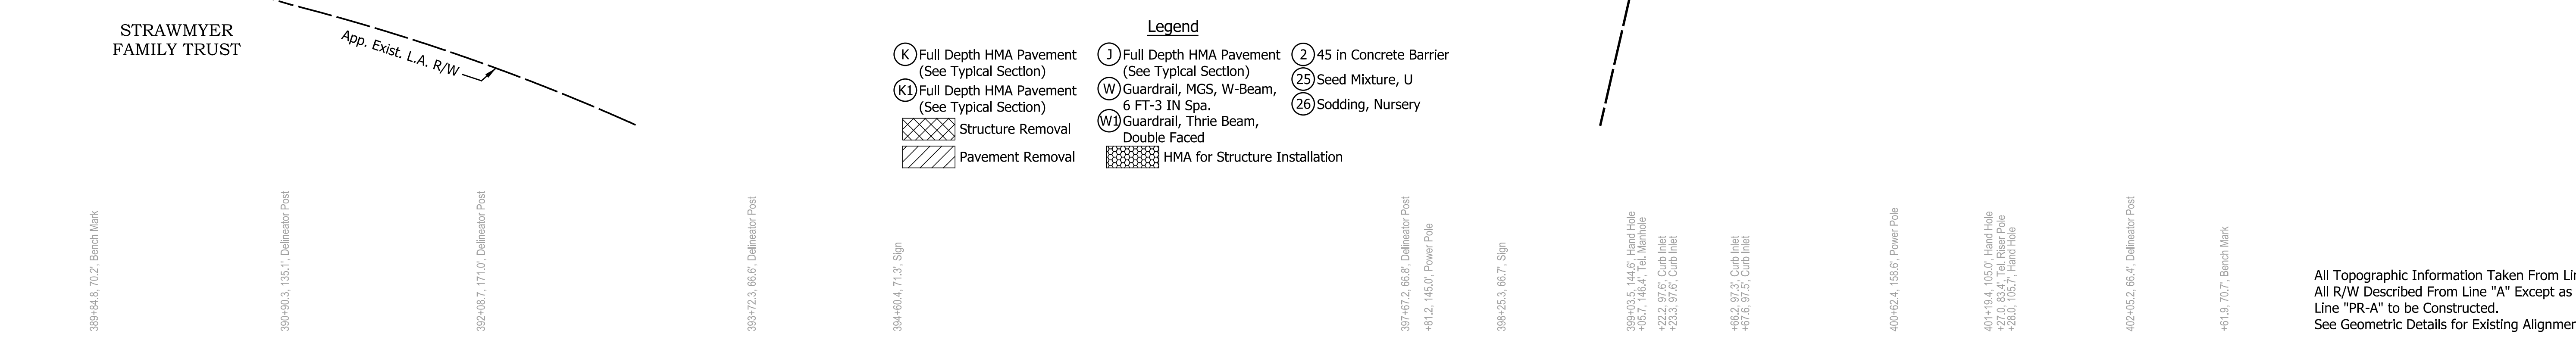 STRAWMYER
FAMILY TRUST
App. Exist. L.A. R/W
Legend
K Full Depth HMA Pavement
(See Typical Section)
K1 Full Depth HMA Pavement
(See Typical Section)
Structure Removal
Pavement Removal
J Full Depth HMA Pavement
(See Typical Section)
W Guardrail, MGS, W-Beam,
6 FT-3 IN Spa.
W1 Guardrail, Thrie Beam,
Double Faced
HMA for Structure Installation
2 45 in Concrete Barrier
25 Seed Mixture, U
26 Sodding, Nursery
389+84.8, 70.2', Bench Mark
390+90.3, 135.1', Delineator Post
392+08.7, 171.0', Delineator Post
393+72.3, 66.6', Delineator Post
394+60.4, 71.3', Sign
397+67.2, 66.8', Delineator Post
+81.2, 145.0', Power Pole
398+25.3, 66.7', Sign
399+03.5, 144.6', Hand Hole
+05.7, 146.4', Tel. Manhole
+22.2, 97.6', Curb Inlet
+23.3, 97.6', Curb Inlet
+66.2, 97.3', Curb Inlet
+67.6, 97.5', Curb Inlet
400+62.4, 158.6', Power Pole
401+19.4, 105.0', Hand Hole
+27.0, 83.4', Tel. Riser Pole
+28.0, 105.7', Hand Hole
402+05.2, 66.4', Delineator Post
+61.9, 70.7', Bench Mark
All Topographic Information Taken From Li
All R/W Described From Line "A" Except as
Line "PR-A" to be Constructed.
See Geometric Details for Existing Alignme